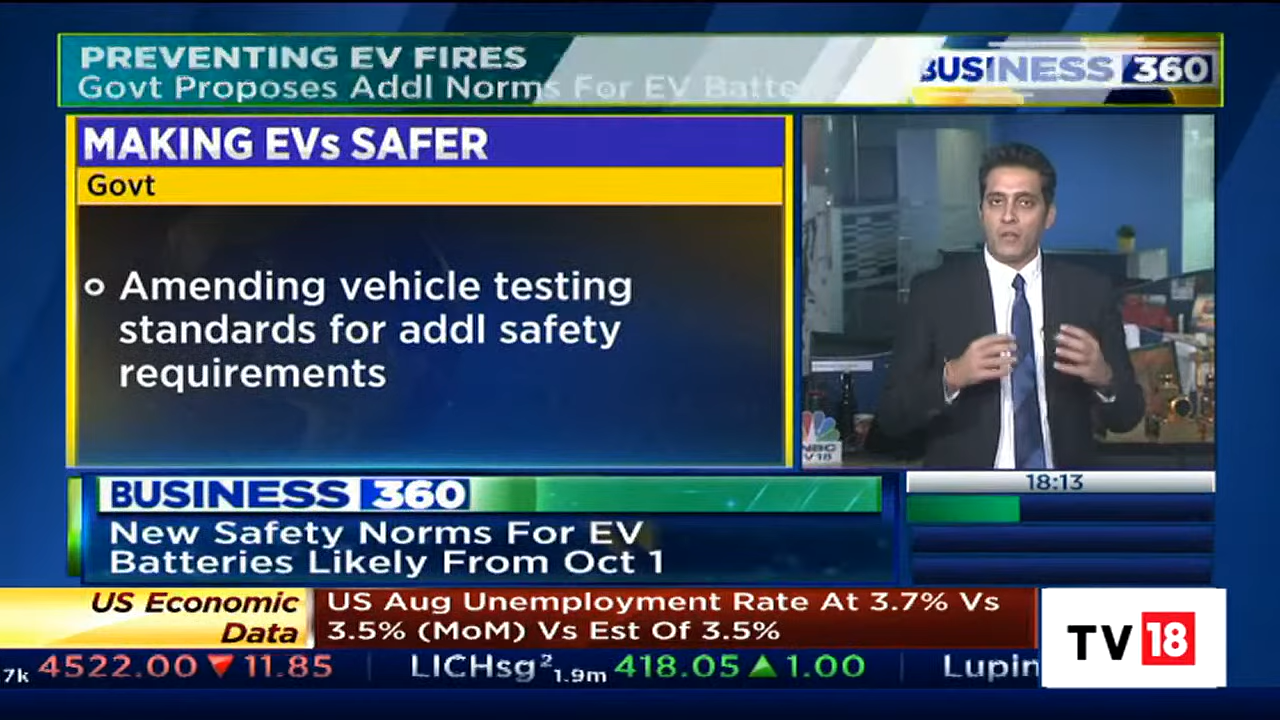 PREVENTING EV FIRES
Govt Proposes Addl Norms For EV
BUSINESS 360
MAKING EVs SAFER
Govt
Amending vehicle testing
standards for addl safety
requirements
18:13
BUSINESS 360
New Safety Norms For EV
Batteries Likely From Oct 1
US Economic
Data
US Aug Unemployment Rate At 3.7% Vs
3.5% (MoM) Vs Est Of 3.5%
TV18
7k 4522.00 ▼ 11.85 LICHsg² 1.9m 418.05 ▲ 1.00 Lupin